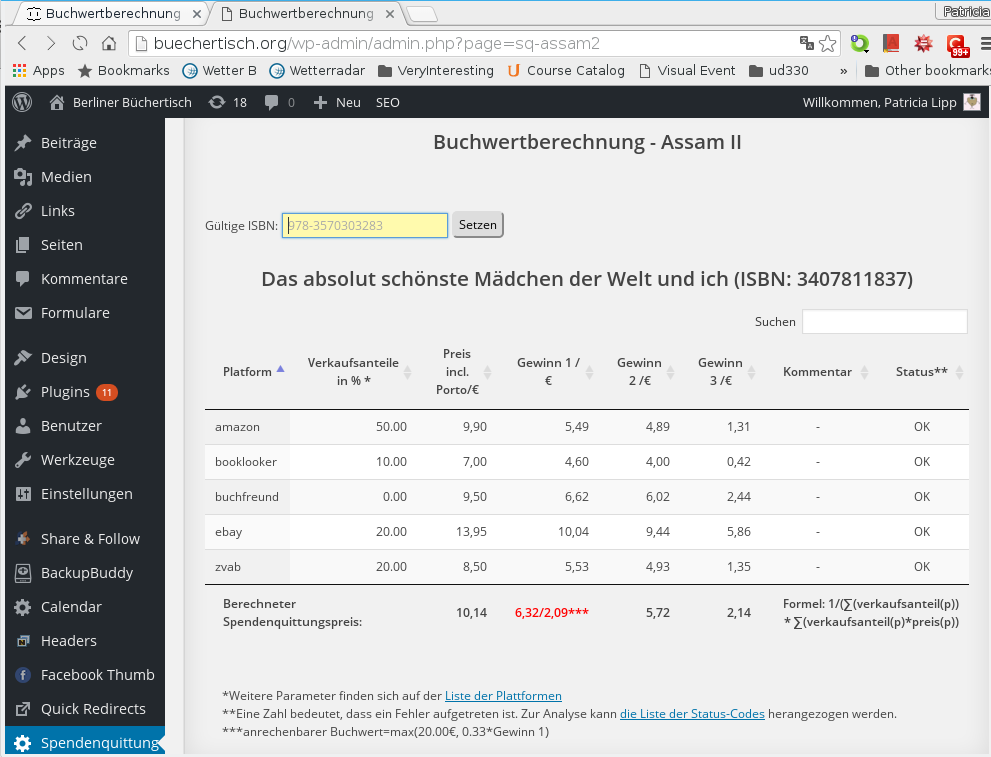 Buchwertberechnung × Buchwertberechnung × Patricia
buechertisch.org/wp-admin/admin.php?page=sq-assam2 99+
Apps Bookmarks Wetter B Wetterradar VeryInteresting Course Catalog Visual Event ud330 » Other bookmarks
Berliner Büchertisch 18 0 + Neu SEO Willkommen, Patricia Lipp
Beiträge
Medien
Links
Seiten
Kommentare
Formulare
Design
Plugins 11
Benutzer
Werkzeuge
Einstellungen
Share & Follow
BackupBuddy
Calendar
Headers
Facebook Thumb
Quick Redirects
Spendenquittung
Buchwertberechnung - Assam II
Gültige ISBN: 978-3570303283 Setzen
Das absolut schönste Mädchen der Welt und ich (ISBN: 3407811837)
Suchen
Platform Verkaufsanteile in % * Preis incl. Porto/€ Gewinn 1 / € Gewinn 2 /€ Gewinn 3 /€ Kommentar Status**
amazon 50.00 9,90 5,49 4,89 1,31 - OK
booklooker 10.00 7,00 4,60 4,00 0,42 - OK
buchfreund 0.00 9,50 6,62 6,02 2,44 - OK
ebay 20.00 13,95 10,04 9,44 5,86 - OK
zvab 20.00 8,50 5,53 4,93 1,35 - OK
Berechneter Spendenquittungspreis: 10,14 6,32/2,09*** 5,72 2,14 Formel: 1/(∑(verkaufsanteil(p)) * ∑(verkaufsanteil(p)*preis(p))
*Weitere Parameter finden sich auf der Liste der Plattformen
**Eine Zahl bedeutet, dass ein Fehler aufgetreten ist. Zur Analyse kann die Liste der Status-Codes herangezogen werden.
***anrechenbarer Buchwert=max(20.00€, 0.33*Gewinn 1)